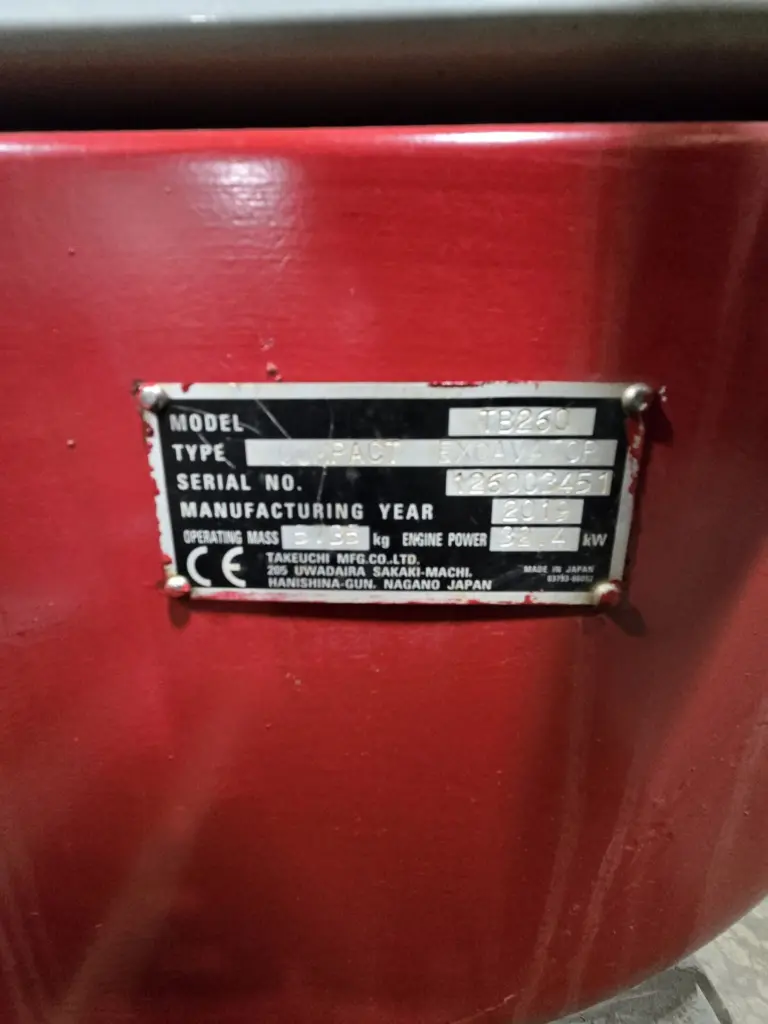 MODEL TB260
TYPE COMPACT EXCAVATOR
SERIAL NO. 126003451
MANUFACTURING YEAR 2019
OPERATING MASS kg ENGINE POWER kW
CE
TAKEUCHI MFG.CO.,LTD.
205 UWADAIRA SAKAKI-MACHI,
HANISHINA-GUN. NAGANO JAPAN
MADE IN JAPAN